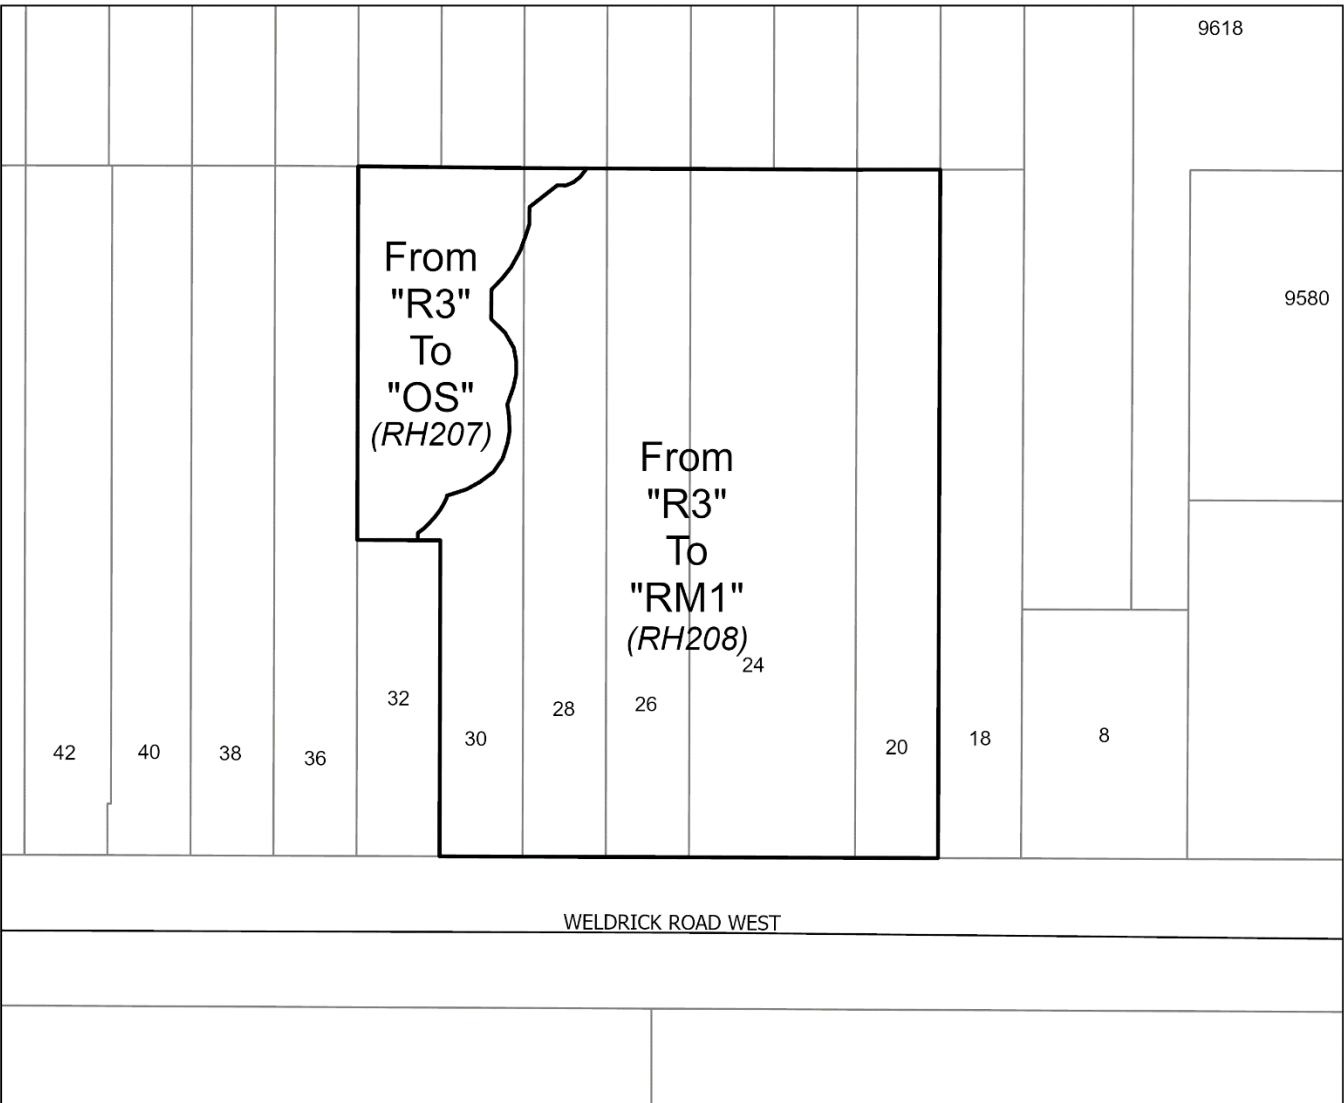 9618
From
"R3"
To
"OS"
(RH207)
9580
From
"R3"
To
"RM1"
(RH208)
24
32
28
26
30
42
40
38
36
20
18
8
WELDRICK ROAD WEST